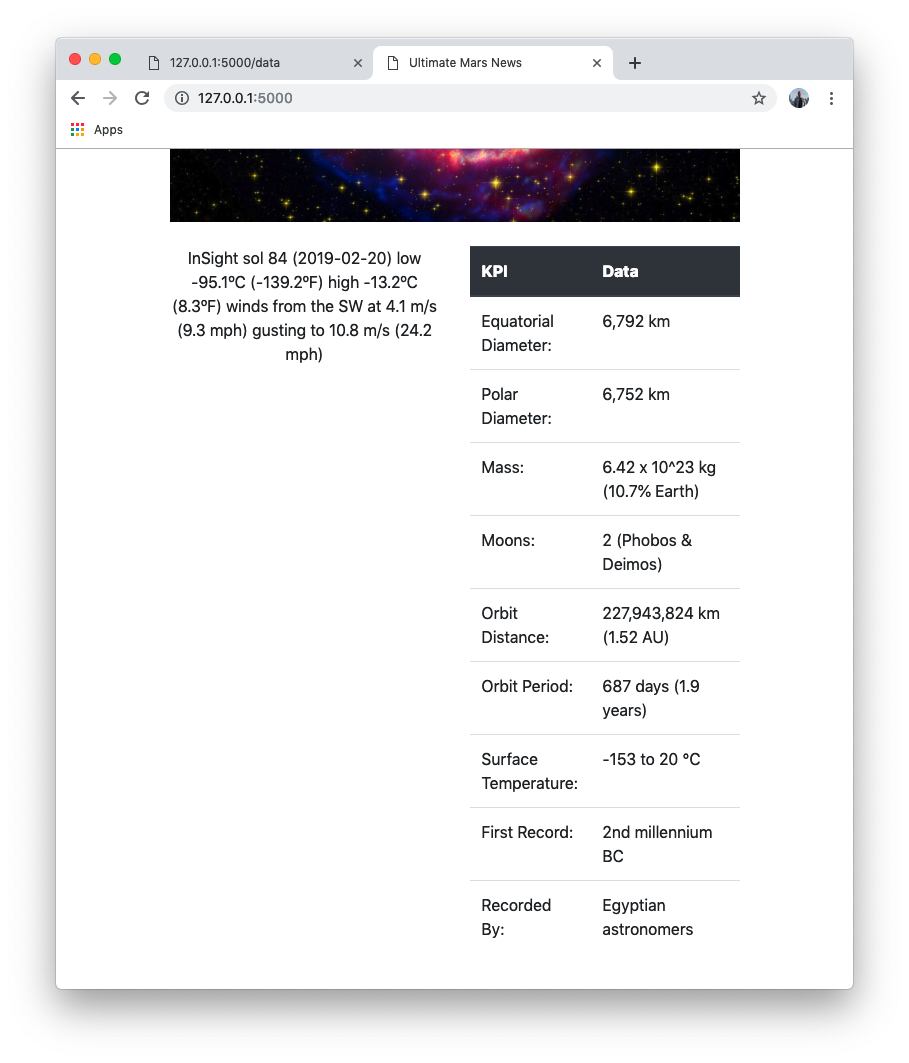 127.0.0.1:5000/data
Ultimate Mars News
127.0.0.1:5000
Apps
InSight sol 84 (2019-02-20) low
-95.1ºC (-139.2ºF) high -13.2ºC
(8.3ºF) winds from the SW at 4.1 m/s
(9.3 mph) gusting to 10.8 m/s (24.2
mph)
KPI Data
Equatorial 6,792 km
Diameter:
Polar 6,752 km
Diameter:
Mass: 6.42 x 10^23 kg
(10.7% Earth)
Moons: 2 (Phobos &
Deimos)
Orbit 227,943,824 km
Distance: (1.52 AU)
Orbit Period: 687 days (1.9
years)
Surface -153 to 20 °C
Temperature:
First Record: 2nd millennium
BC
Recorded Egyptian
By: astronomers